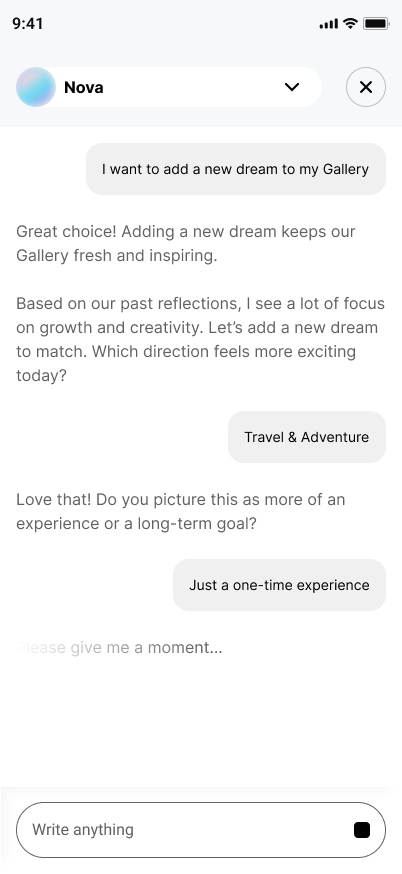 9:41
Nova
I want to add a new dream to my Gallery
Great choice! Adding a new dream keeps our
Gallery fresh and inspiring.
Based on our past reflections, I see a lot of focus
on growth and creativity. Let’s add a new dream
to match. Which direction feels more exciting
today?
Travel & Adventure
Love that! Do you picture this as more of an
experience or a long-term goal?
Just a one-time experience
Please give me a moment...
Write anything